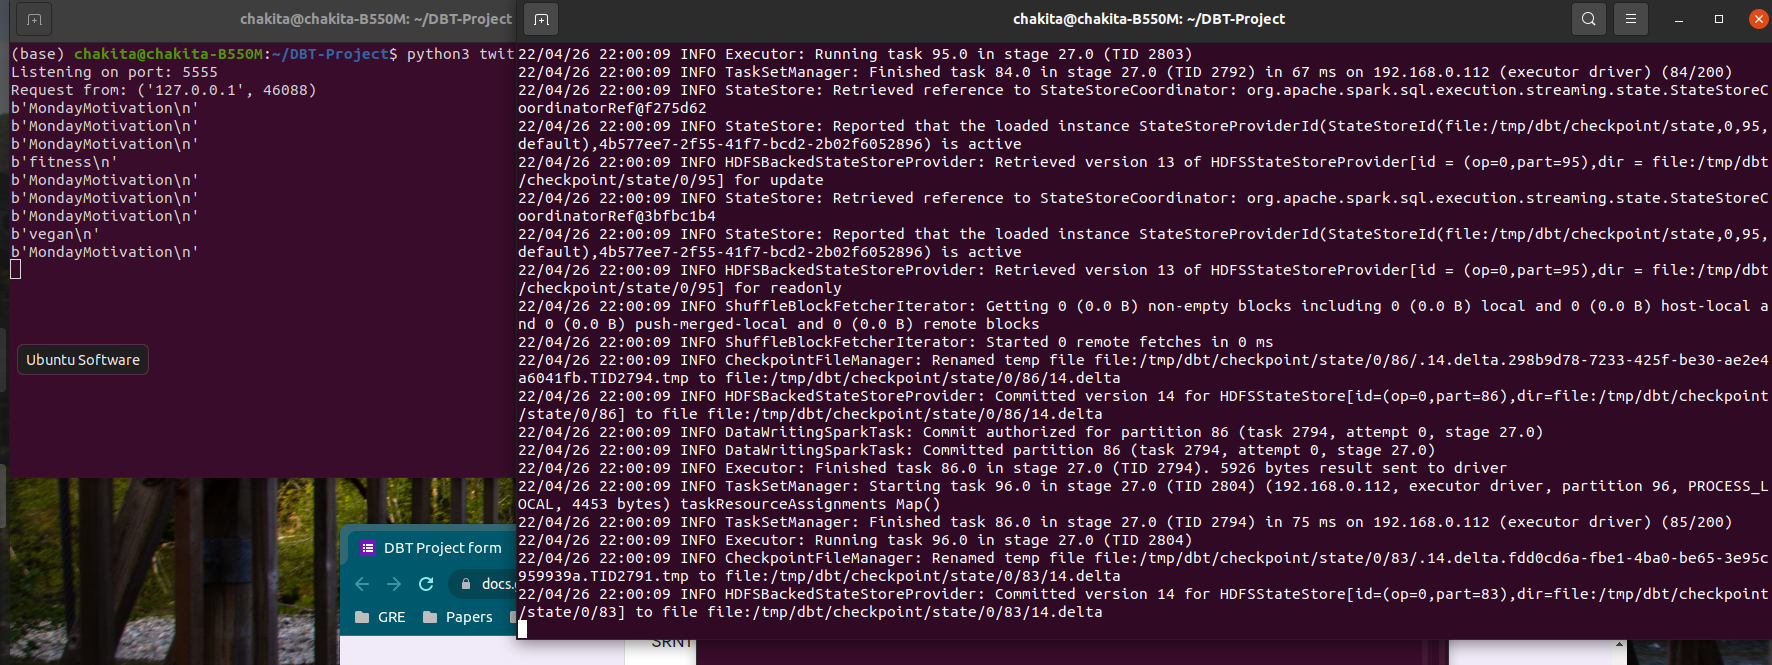 chakita@chakita-B550M: ~/DBT-Project
(base) chakita@chakita-B550M:~/DBT-Project$ python3 twit
Listening on port: 5555
Request from: ('127.0.0.1', 46088)
b'MondayMotivation\n'
b'MondayMotivation\n'
b'MondayMotivation\n'
b'fitness\n'
b'MondayMotivation\n'
b'MondayMotivation\n'
b'MondayMotivation\n'
b'vegan\n'
b'MondayMotivation\n'
Ubuntu Software
chakita@chakita-B550M: ~/DBT-Project
22/04/26 22:00:09 INFO Executor: Running task 95.0 in stage 27.0 (TID 2803)
22/04/26 22:00:09 INFO TaskSetManager: Finished task 84.0 in stage 27.0 (TID 2792) in 67 ms on 192.168.0.112 (executor driver) (84/200)
22/04/26 22:00:09 INFO StateStore: Retrieved reference to StateStoreCoordinator: org.apache.spark.sql.execution.streaming.state.StateStoreC
oordinatorRef@f275d62
22/04/26 22:00:09 INFO StateStore: Reported that the loaded instance StateStoreProviderId(StateStoreId(file:/tmp/dbt/checkpoint/state,0,95,
default),4b577ee7-2f55-41f7-bcd2-2b02f6052896) is active
22/04/26 22:00:09 INFO HDFSBackedStateStoreProvider: Retrieved version 13 of HDFSStateStoreProvider[id = (op=0,part=95),dir = file:/tmp/dbt
/checkpoint/state/0/95] for update
22/04/26 22:00:09 INFO StateStore: Retrieved reference to StateStoreCoordinator: org.apache.spark.sql.execution.streaming.state.StateStoreC
oordinatorRef@3bfbc1b4
22/04/26 22:00:09 INFO StateStore: Reported that the loaded instance StateStoreProviderId(StateStoreId(file:/tmp/dbt/checkpoint/state,0,95,
default),4b577ee7-2f55-41f7-bcd2-2b02f6052896) is active
22/04/26 22:00:09 INFO HDFSBackedStateStoreProvider: Retrieved version 13 of HDFSStateStoreProvider[id = (op=0,part=95),dir = file:/tmp/dbt
/checkpoint/state/0/95] for readonly
22/04/26 22:00:09 INFO ShuffleBlockFetcherIterator: Getting 0 (0.0 B) non-empty blocks including 0 (0.0 B) local and 0 (0.0 B) host-local a
nd 0 (0.0 B) push-merged-local and 0 (0.0 B) remote blocks
22/04/26 22:00:09 INFO ShuffleBlockFetcherIterator: Started 0 remote fetches in 0 ms
22/04/26 22:00:09 INFO CheckpointFileManager: Renamed temp file file:/tmp/dbt/checkpoint/state/0/86/.14.delta.298b9d78-7233-425f-be30-ae2e4
a6041fb.TID2794.tmp to file:/tmp/dbt/checkpoint/state/0/86/14.delta
22/04/26 22:00:09 INFO HDFSBackedStateStoreProvider: Committed version 14 for HDFSStateStore[id=(op=0,part=86),dir=file:/tmp/dbt/checkpoint
/state/0/86] to file file:/tmp/dbt/checkpoint/state/0/86/14.delta
22/04/26 22:00:09 INFO DataWritingSparkTask: Commit authorized for partition 86 (task 2794, attempt 0, stage 27.0)
22/04/26 22:00:09 INFO DataWritingSparkTask: Committed partition 86 (task 2794, attempt 0, stage 27.0)
22/04/26 22:00:09 INFO Executor: Finished task 86.0 in stage 27.0 (TID 2794). 5926 bytes result sent to driver
22/04/26 22:00:09 INFO TaskSetManager: Starting task 96.0 in stage 27.0 (TID 2804) (192.168.0.112, executor driver, partition 96, PROCESS_L
OCAL, 4453 bytes) taskResourceAssignments Map()
22/04/26 22:00:09 INFO TaskSetManager: Finished task 86.0 in stage 27.0 (TID 2794) in 75 ms on 192.168.0.112 (executor driver) (85/200)
22/04/26 22:00:09 INFO Executor: Running task 96.0 in stage 27.0 (TID 2804)
22/04/26 22:00:09 INFO CheckpointFileManager: Renamed temp file file:/tmp/dbt/checkpoint/state/0/83/.14.delta.fdd0cd6a-fbe1-4ba0-be65-3e95c
959939a.TID2791.tmp to file:/tmp/dbt/checkpoint/state/0/83/14.delta
22/04/26 22:00:09 INFO HDFSBackedStateStoreProvider: Committed version 14 for HDFSStateStore[id=(op=0,part=83),dir=file:/tmp/dbt/checkpoint
/state/0/83] to file file:/tmp/dbt/checkpoint/state/0/83/14.delta
DBT Project form
docs.
GRE
Papers
SRNT